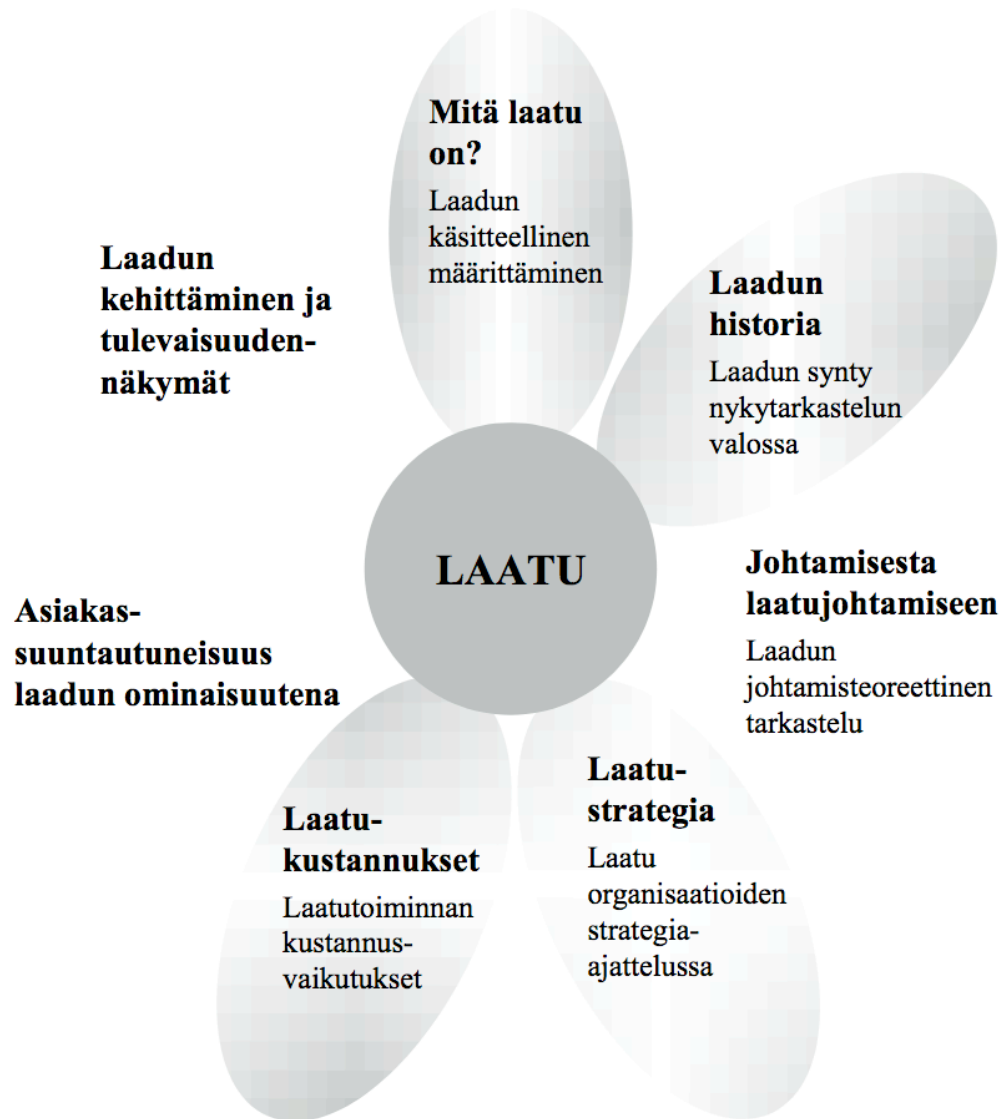 Mitä laatu
on?
Laadun
käsitteellinen
määrittäminen
Laadun
historia
Laadun synty
nykytarkastelun
valossa
Johtamisesta
laatujohtamiseen
Laadun
johtamisteoreettinen
tarkastelu
Laatu-
strategia
Laatu
organisaatioiden
strategia-
ajattelussa
Laatu-
kustannukset
Laatutoiminnan
kustannus-
vaikutukset
Asiakas-
suuntautuneisuus
laadun ominaisuutena
Laadun
kehittäminen ja
tulevaisuuden-
näkymät
LAATU